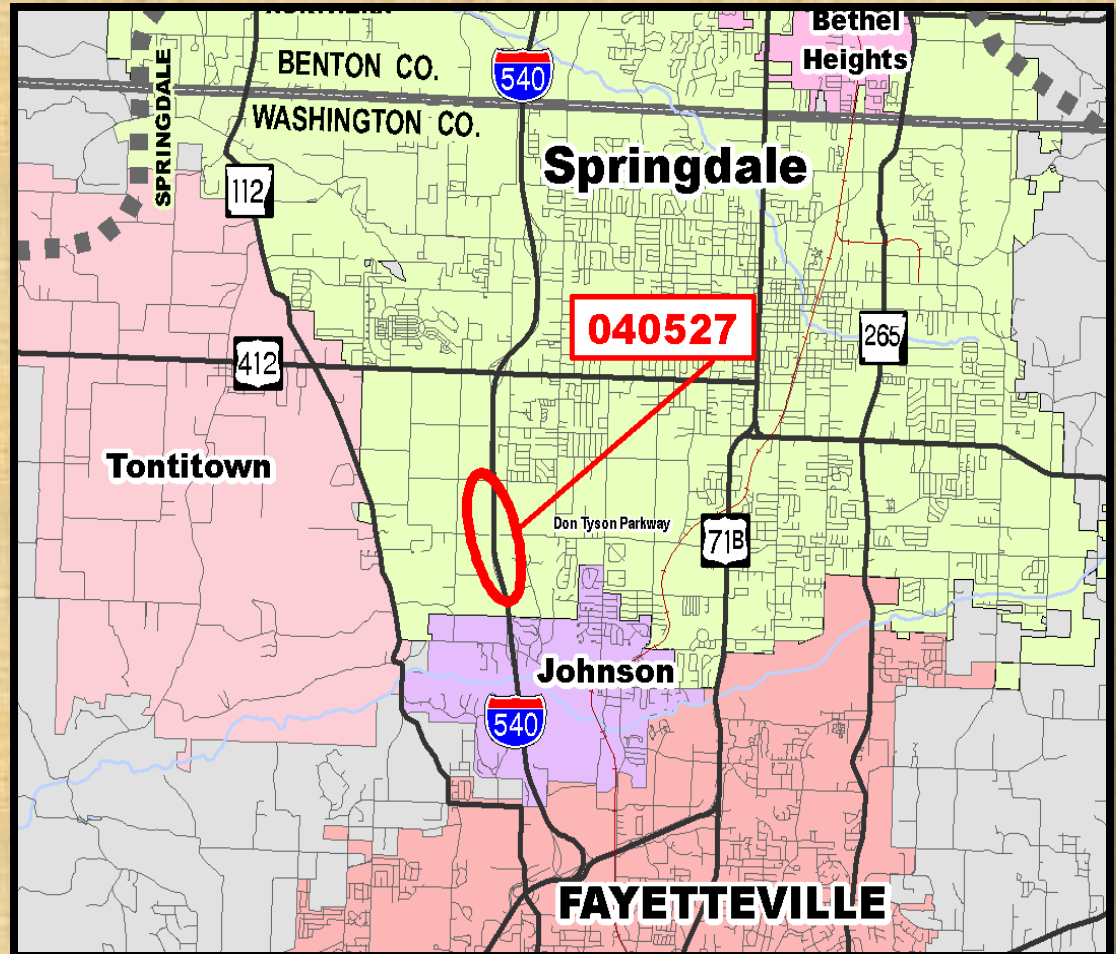 NORTHERN
Bethel
Heights
BENTON CO.
540
WASHINGTON CO.
SPRINGDALE
Springdale
112
040527
265
412
Tontitown
Don Tyson Parkway
71B
Johnson
540
FAYETTEVILLE